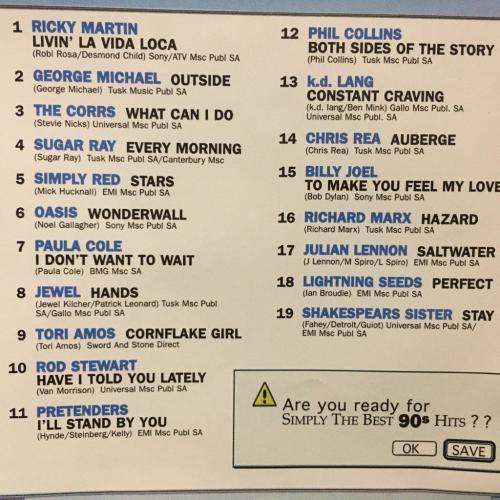 1 RICKY MARTIN
LIVIN' LA VIDA LOCA
(Robi Rosa/Desmond Child) Sony/ATV Msc Publ SA
2 GEORGE MICHAEL OUTSIDE
(George Michael) Tusk Music Publ SA
3 THE CORRS WHAT CAN I DO
(Stevie Nicks) Universal Msc Publ SA
4 SUGAR RAY EVERY MORNING
(Sugar Ray) Tusk Msc Publ SA/Canterbury Msc
5 SIMPLY RED STARS
(Mick Hucknall) EMI Msc Publ SA
6 OASIS WONDERWALL
(Noel Gallagher) Sony Msc Publ SA
7 PAULA COLE
I DON'T WANT TO WAIT
(Paula Cole) BMG Msc SA
8 JEWEL HANDS
(Jewel Kilcher/Patrick Leonard) Tusk Msc Publ
SA/Gallo Msc Publ SA
9 TORI AMOS CORNFLAKE GIRL
(Tori Amos) Sword And Stone Direct
10 ROD STEWART
HAVE I TOLD YOU LATELY
(Van Morrison) Universal Msc Publ SA
11 PRETENDERS
I'LL STAND BY YOU
(Hynde/Steinberg/Kelly) EMI Msc Publ SA
12 PHIL COLLINS
BOTH SIDES OF THE STORY
(Phil Collins) Tusk Msc Publ SA
13 k.d. LANG
CONSTANT CRAVING
(k.d. lang/Ben Mink) Gallo Msc Publ. SA
Universal Msc Publ. SA
14 CHRIS REA AUBERGE
(Chris Rea) Tusk Msc Publ SA
15 BILLY JOEL
TO MAKE YOU FEEL MY LOVE
(Bob Dylan) Sony Msc Publ SA
16 RICHARD MARX HAZARD
(Richard Marx) Tusk Msc Publ SA
17 JULIAN LENNON SALTWATER
(J Lennon/M Spiro/L Spiro) EMI Msc Publ SA
18 LIGHTNING SEEDS PERFECT
(Ian Broudie) EMI Msc Publ SA
19 SHAKESPEARS SISTER STAY
(Fahey/Detroit/Guiot) Universal Msc Publ SA/
EMI Msc Publ SA
Are you ready for
SIMPLY THE BEST 90s HITS ? ?
OK SAVE